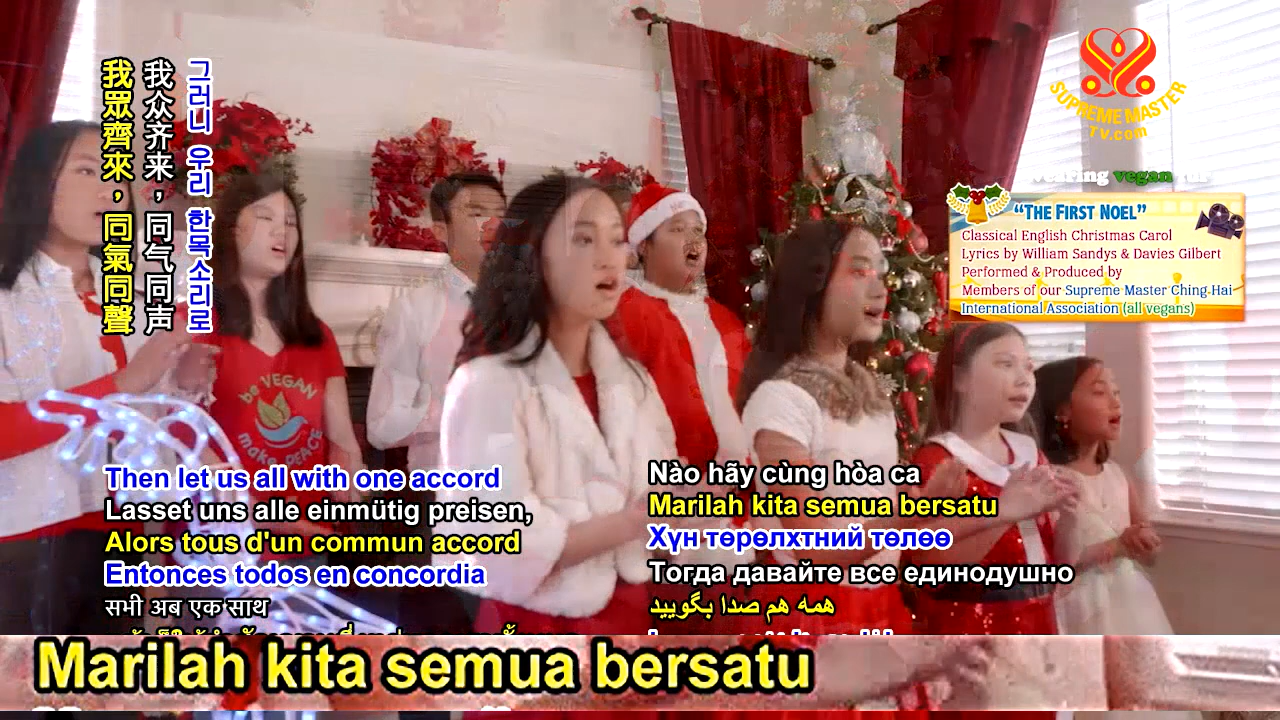 我眾齊來，同氣同聲
我众齐来，同气同声
그러니 우리 한목소리로
SUPREME MASTER
TV.com
vegan
"THE FIRST NOEL"
Classical English Christmas Carol
Lyrics by William Sandys & Davies Gilbert
Performed & Produced by
Members of our Supreme Master Ching Hai
International Association (all vegans)
be VEGAN
make PEACE
Then let us all with one accord
Lasset uns alle einmütig preisen,
Alors tous d'un commun accord
Entonces todos en concordia
सभी अब एक साथ
Nào hãy cùng hòa ca
Marilah kita semua bersatu
Хүн төрөлхтний төлөө
Тогда давайте все единодушно
همه هم صدا بگویید
Marilah kita semua bersatu